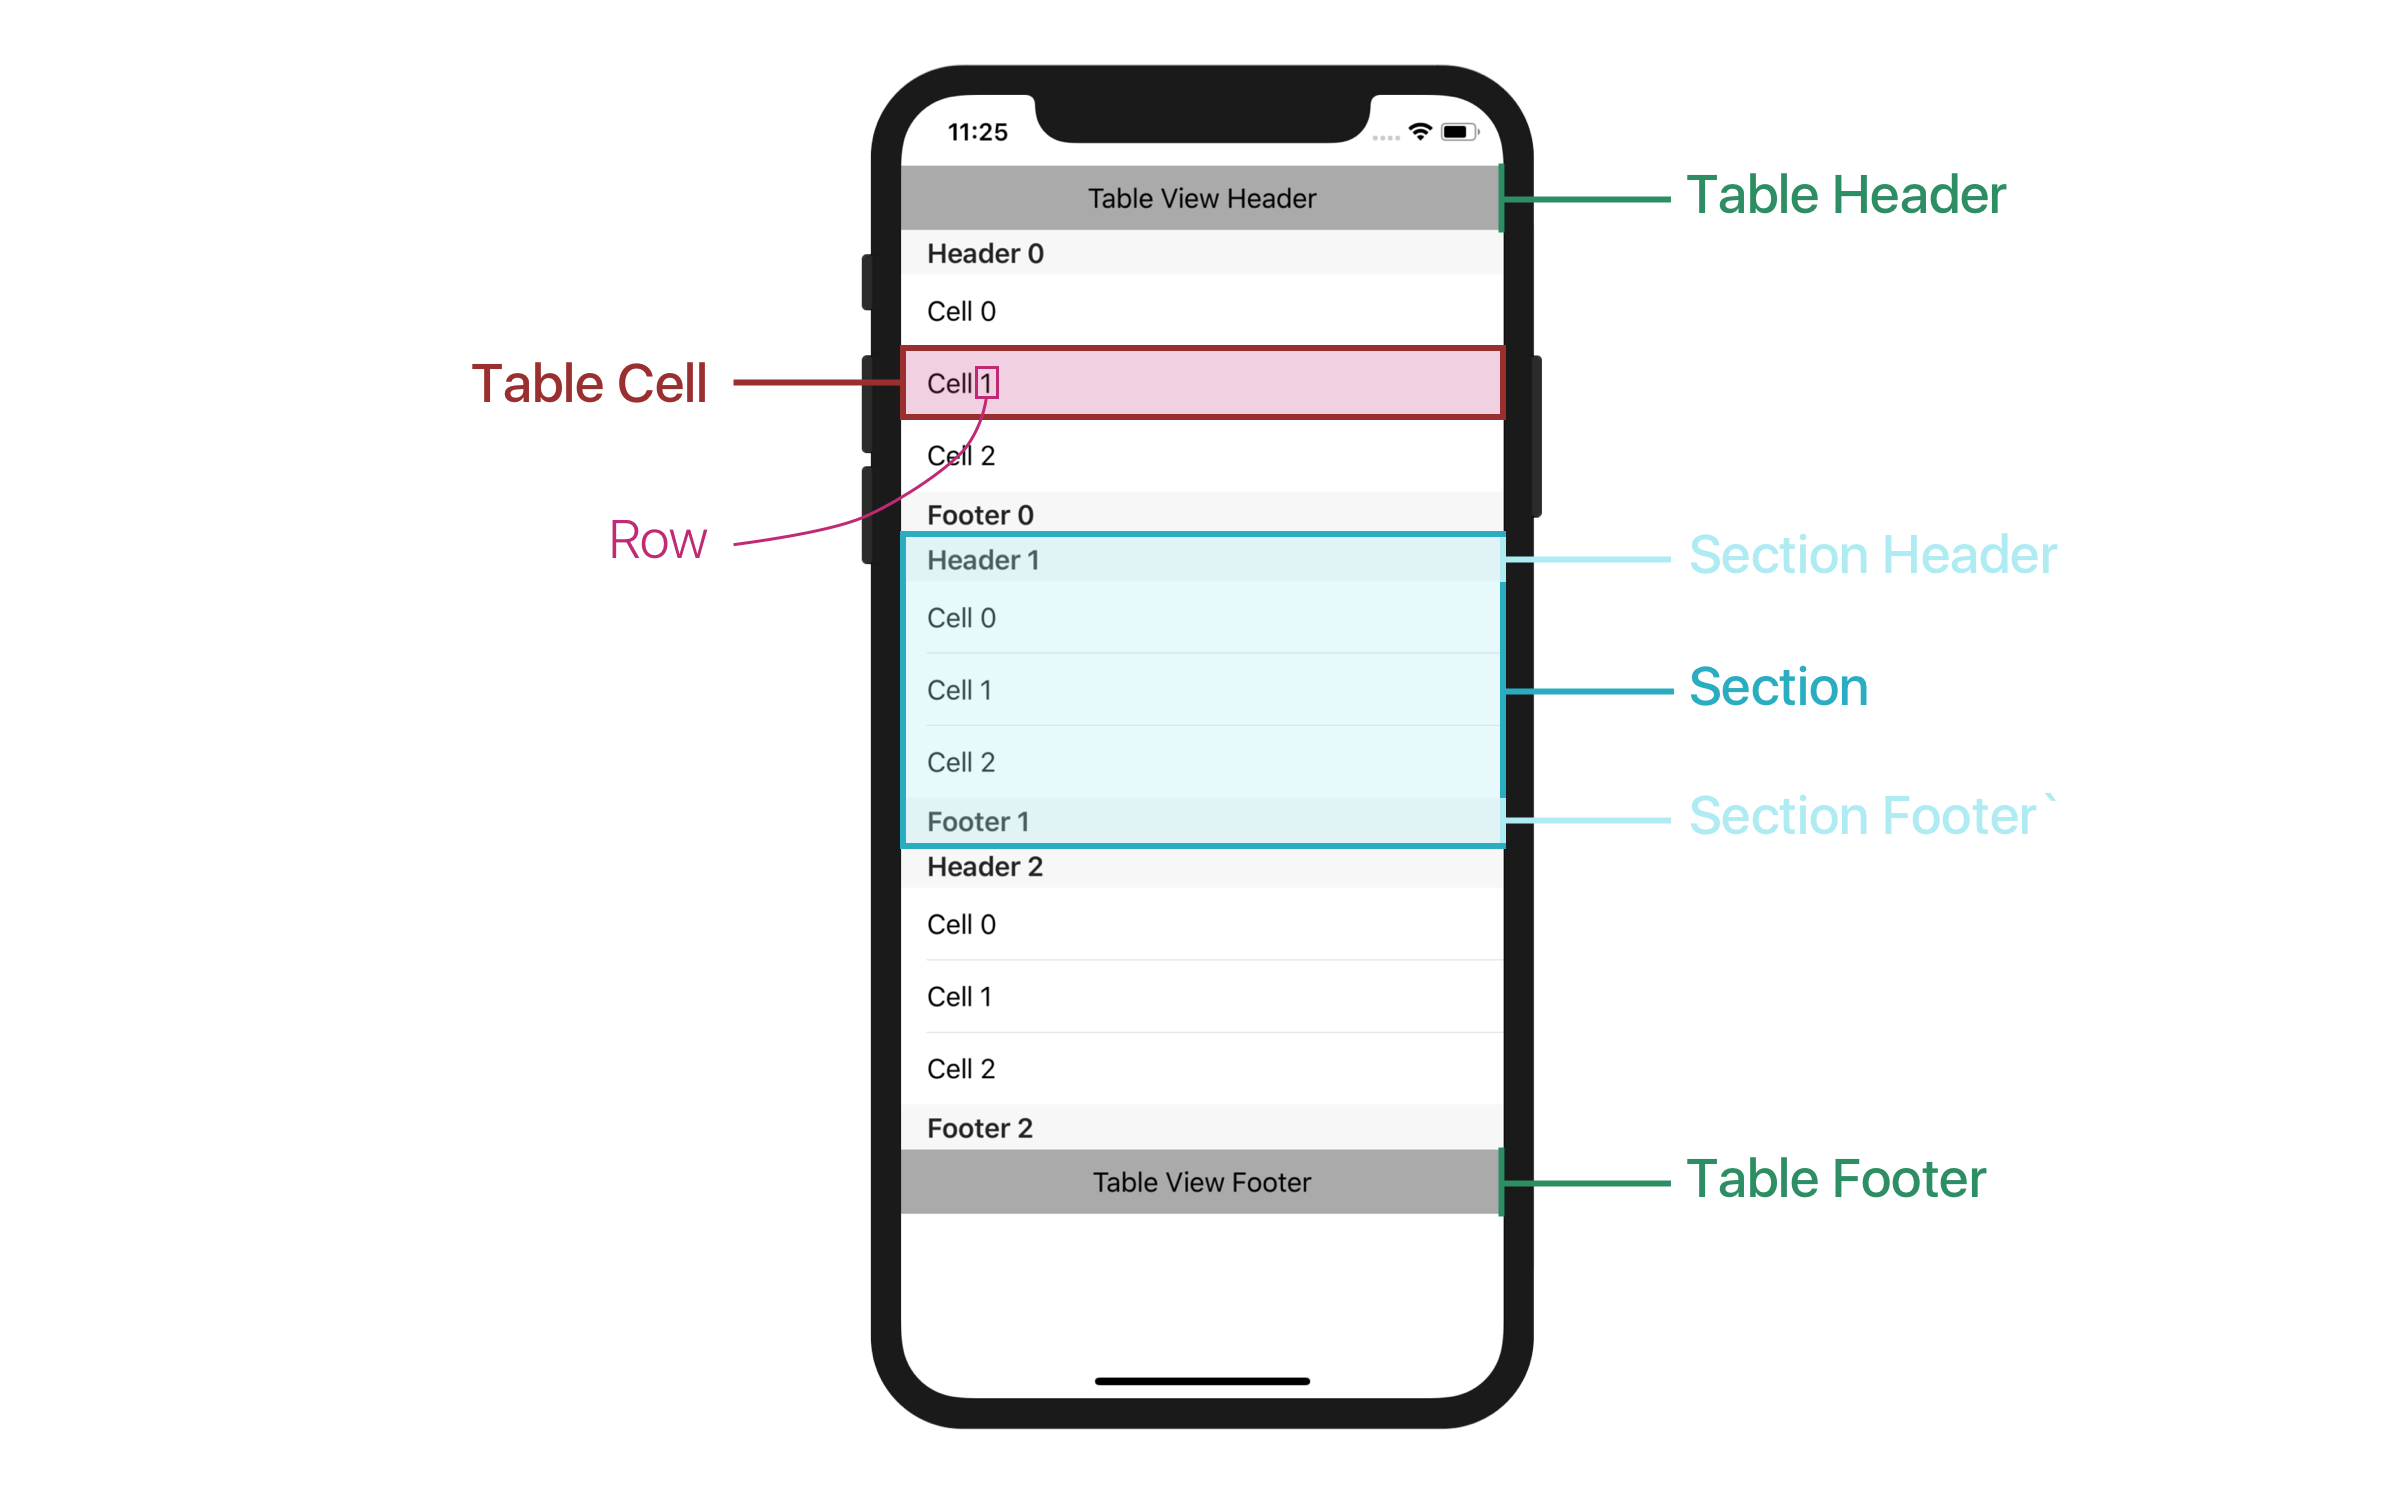 11:25
Table View Header
Table Header
Header 0
Cell 0
Table Cell
Cell 1
Cell 2
Row
Footer 0
Header 1
Section Header
Cell 0
Cell 1
Section
Cell 2
Footer 1
Section Footer`
Header 2
Cell 0
Cell 1
Cell 2
Footer 2
Table View Footer
Table Footer